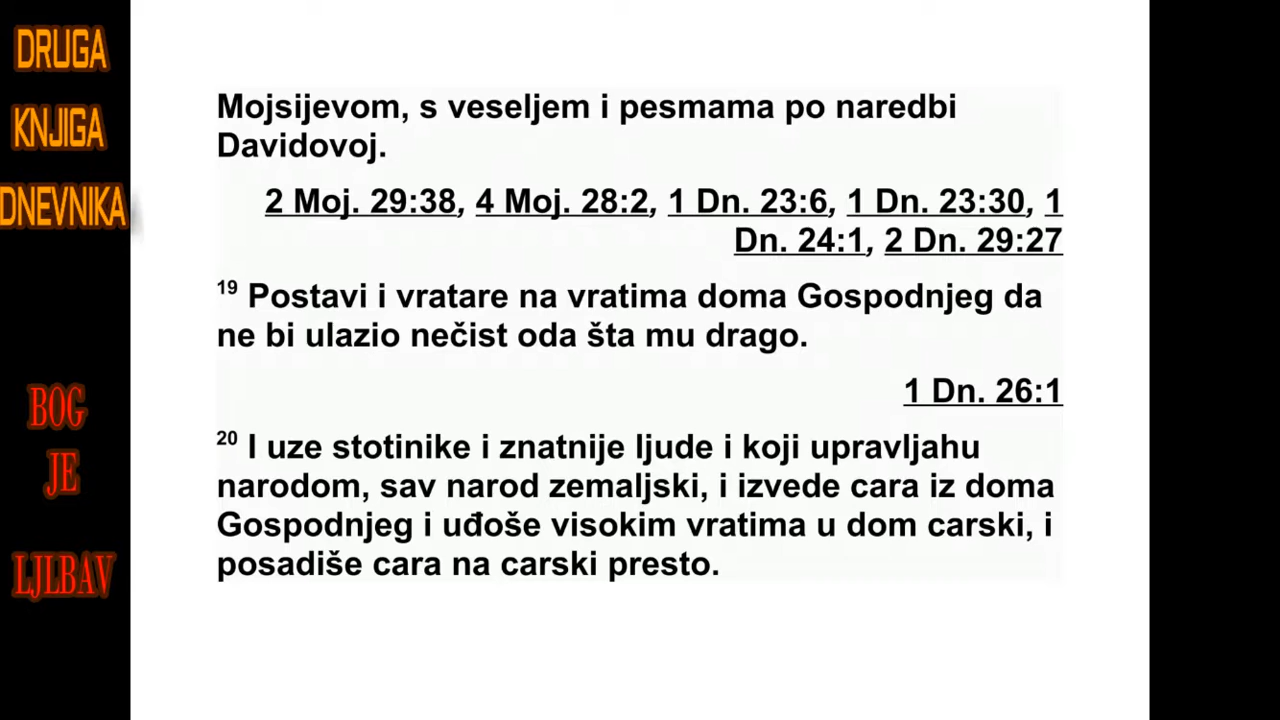 DRUGA
KNJIGA
DNEVNIKA
BOG
JE
LJLBAV
Mojsijevom, s veseljem i pesmama po naredbi
Davidovoj.
2 Moj. 29:38, 4 Moj. 28:2, 1 Dn. 23:6, 1 Dn. 23:30, 1
Dn. 24:1, 2 Dn. 29:27
19 Postavi i vratare na vratima doma Gospodnjeg da
ne bi ulazio nečist oda šta mu drago.
1 Dn. 26:1
20 I uze stotinike i znatnije ljude i koji upravljahu
narodom, sav narod zemaljski, i izvede cara iz doma
Gospodnjeg i uđoše visokim vratima u dom carski, i
posadiše cara na carski presto.